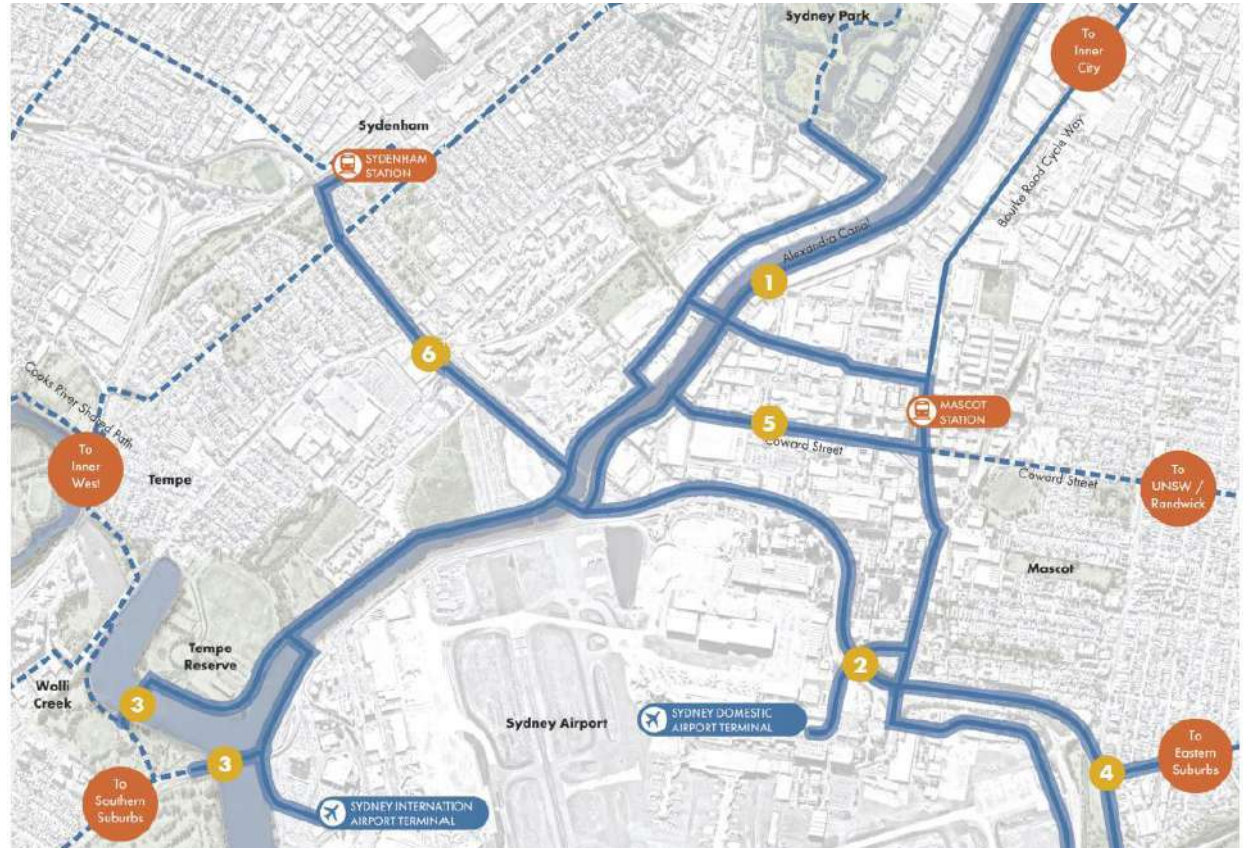 Sydney Park
To
Inner
City
Sydenham
SYDENHAM
STATION
Bourke Road Cycle Way
Alexandra Canal
1
6
Cooks River Shared Path
MASCOT
STATION
5
Coward Street
To
Inner
West
Tempe
Coward Street
To
UNSW /
Randwick
Mascot
Tempe
Reserve
2
Wolli
Creek
3
Sydney Airport
SYDNEY DOMESTIC
AIRPORT TERMINAL
To
Eastern
Suburbs
3
4
To
Southern
Suburbs
SYDNEY INTERNATION
AIRPORT TERMINAL